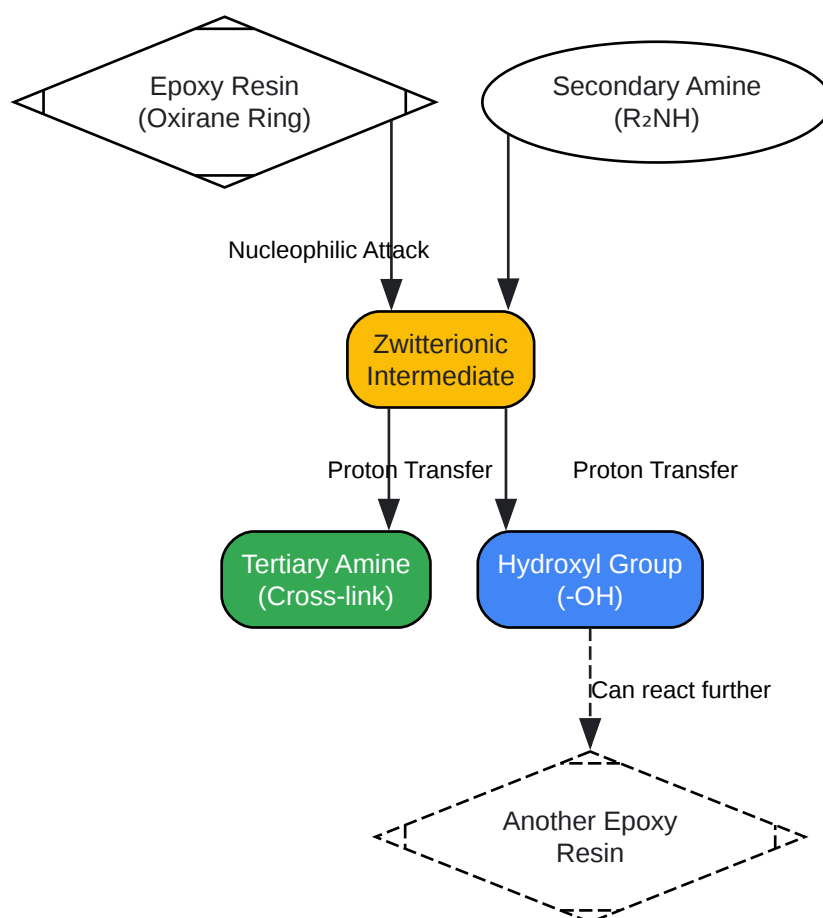 Epoxy Resin
(Oxirane Ring)
Secondary Amine
(R₂NH)
Nucleophilic Attack
Zwitterionic
Intermediate
Proton Transfer
Proton Transfer
Tertiary Amine
(Cross-link)
Hydroxyl Group
(-OH)
Can react further
Another Epoxy
Resin